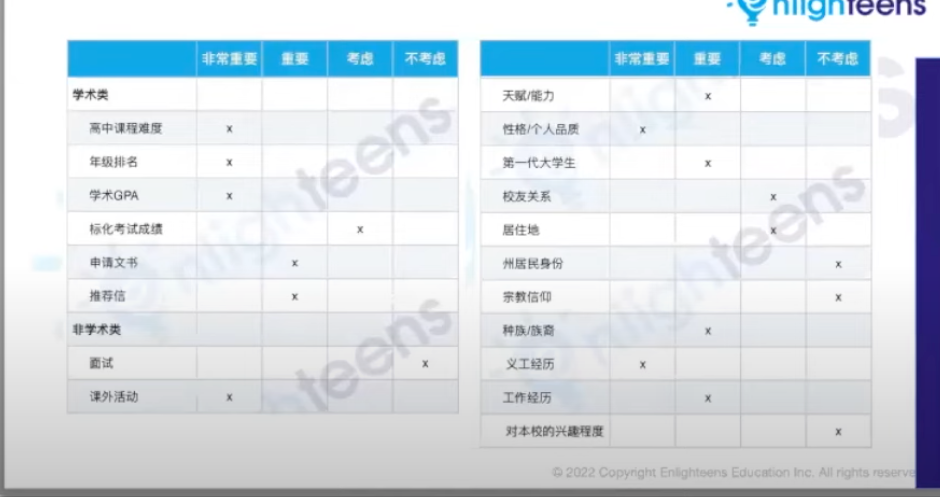 nlighteens
非常重要 重要 考虑 不考虑
学术类
高中课程难度 x
年级排名 x
学术GPA x
标化考试成绩 x
申请文书 x
推荐信 x
非学术类
面试 x
课外活动 x
非常重要 重要 考虑 不考虑
天赋/能力 x
性格/个人品质 x
第一代大学生 x
校友关系 x
居住地 x
州居民身份 x
宗教信仰 x
种族/族裔 x
义工经历 x
工作经历 x
对本校的兴趣程度 x
© 2022 Copyright Enlighteens Education Inc. All rights reserve